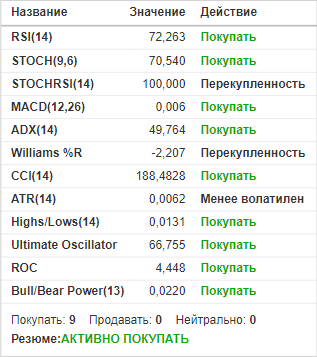 Название Значение Действие
RSI(14) 72,263 Покупать
STOCH(9,6) 70,540 Покупать
STOCHRSI(14) 100,000 Перекупленность
MACD(12,26) 0,006 Покупать
ADX(14) 49,764 Покупать
Williams %R -2,207 Перекупленность
CCI(14) 188,4828 Покупать
ATR(14) 0,0062 Менее волатилен
Highs/Lows(14) 0,0131 Покупать
Ultimate Oscillator 66,755 Покупать
ROC 4,448 Покупать
Bull/Bear Power(13) 0,0220 Покупать
Покупать: 9 Продавать: 0 Нейтрально: 0
Резюме:АКТИВНО ПОКУПАТЬ